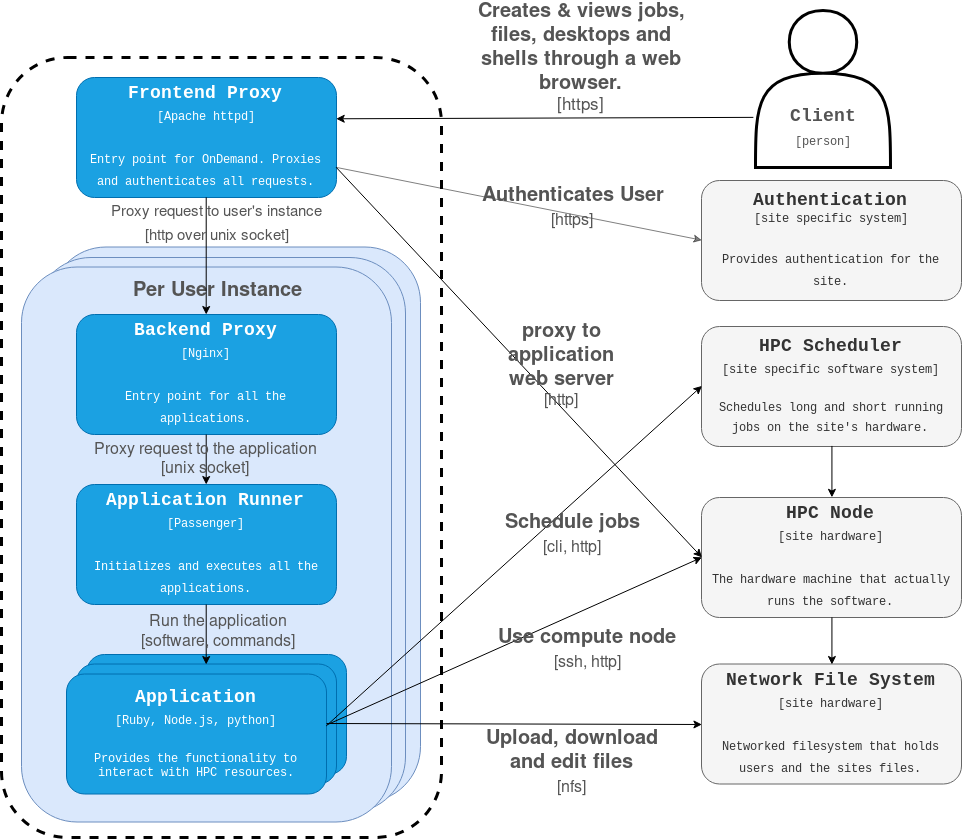 Creates & views jobs,
files, desktops and
shells through a web
browser.
[https]
Client
[person]
Frontend Proxy
[Apache httpd]
Entry point for OnDemand. Proxies
and authenticates all requests.
Proxy request to user's instance
[http over unix socket]
Authenticates User
[https]
Authentication
[site specific system]
Provides authentication for the
site.
Per User Instance
Backend Proxy
[Nginx]
Entry point for all the
applications.
proxy to
application
web server
[http]
HPC Scheduler
[site specific software system]
Schedules long and short running
jobs on the site's hardware.
Proxy request to the application
[unix socket]
Application Runner
[Passenger]
Initializes and executes all the
applications.
Schedule jobs
[cli, http]
HPC Node
[site hardware]
The hardware machine that actually
runs the software.
Run the application
[software, commands]
Use compute node
[ssh, http]
Application
[Ruby, Node.js, python]
Provides the functionality to
interact with HPC resources.
Upload, download
and edit files
[nfs]
Network File System
[site hardware]
Networked filesystem that holds
users and the sites files.